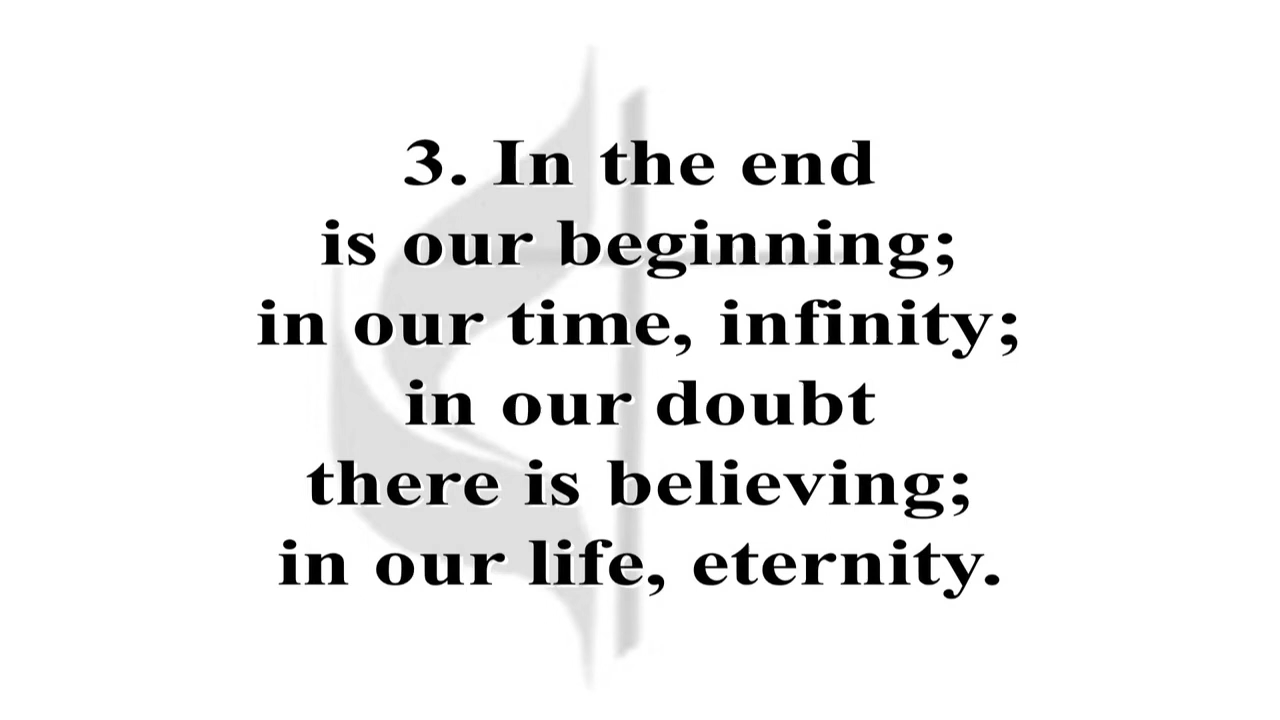 3. In the end
is our beginning;
in our time, infinity;
in our doubt
there is believing;
in our life, eternity.